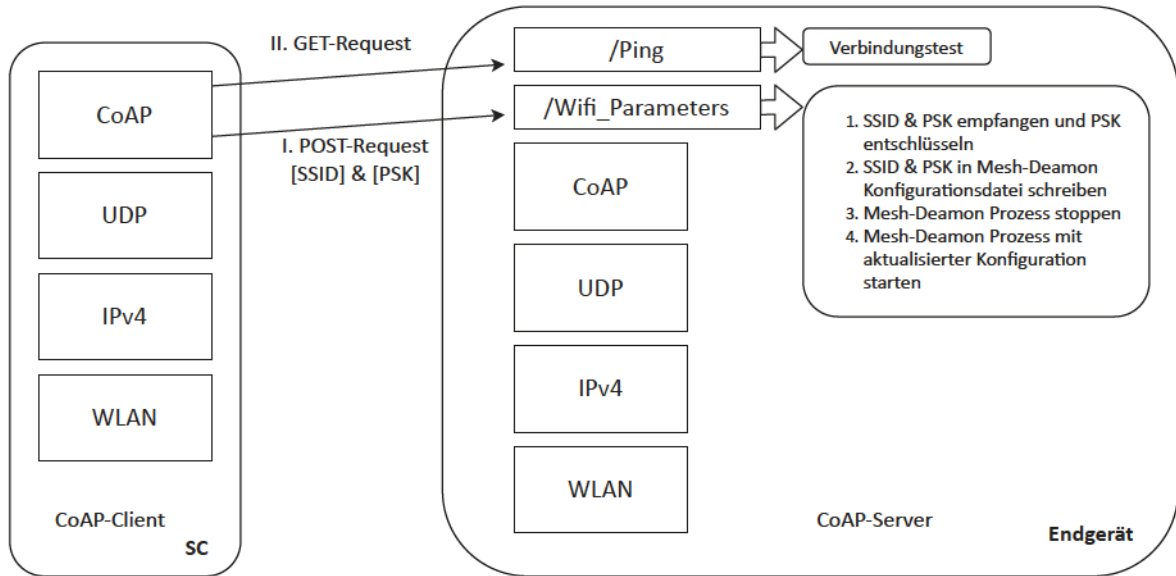 II. GET-Request
CoAP
I. POST-Request
[SSID] & [PSK]
UDP
IPv4
WLAN
CoAP-Client
SC
/Ping
Verbindungstest
/Wifi_Parameters
1. SSID & PSK empfangen und PSK
entschlüsseln
2. SSID & PSK in Mesh-Deamon
Konfigurationsdatei schreiben
3. Mesh-Deamon Prozess stoppen
4. Mesh-Deamon Prozess mit
aktualisierter Konfiguration
starten
CoAP
UDP
IPv4
WLAN
CoAP-Server
Endgerät